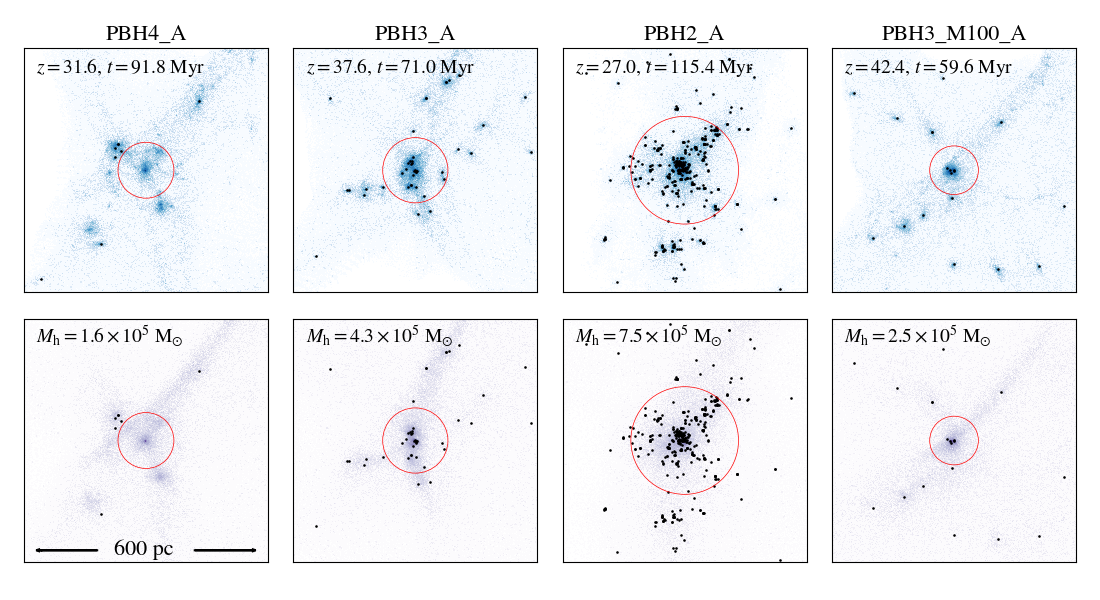 PBH4_A PBH3_A PBH2_A PBH3_M100_A
z = 31.6, t = 91.8 Myr z = 37.6, t = 71.0 Myr z = 27.0, t = 115.4 Myr z = 42.4, t = 59.6 Myr
M_h = 1.6 × 10^5 M_⊙ M_h = 4.3 × 10^5 M_⊙ M_h = 7.5 × 10^5 M_⊙ M_h = 2.5 × 10^5 M_⊙
600 pc